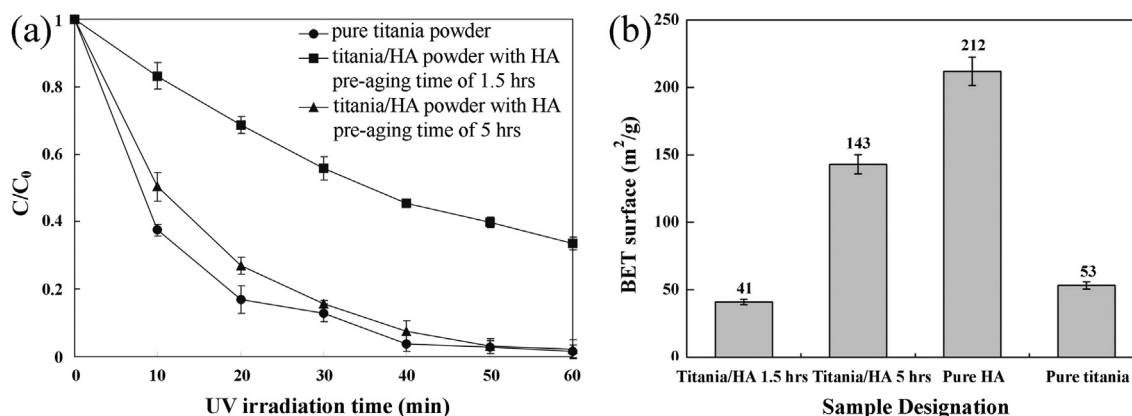 (a)
1
0.8
0.6
0.4
0.2
0
C/C₀
pure titania powder
titania/HA powder with HA
pre-aging time of 1.5 hrs
titania/HA powder with HA
pre-aging time of 5 hrs
0 10 20 30 40 50 60
UV irradiation time (min)
(b)
250
200
150
100
50
0
BET surface (m²/g)
41
143
212
53
Titania/HA 1.5 hrs Titania/HA 5 hrs Pure HA Pure titania
Sample Designation